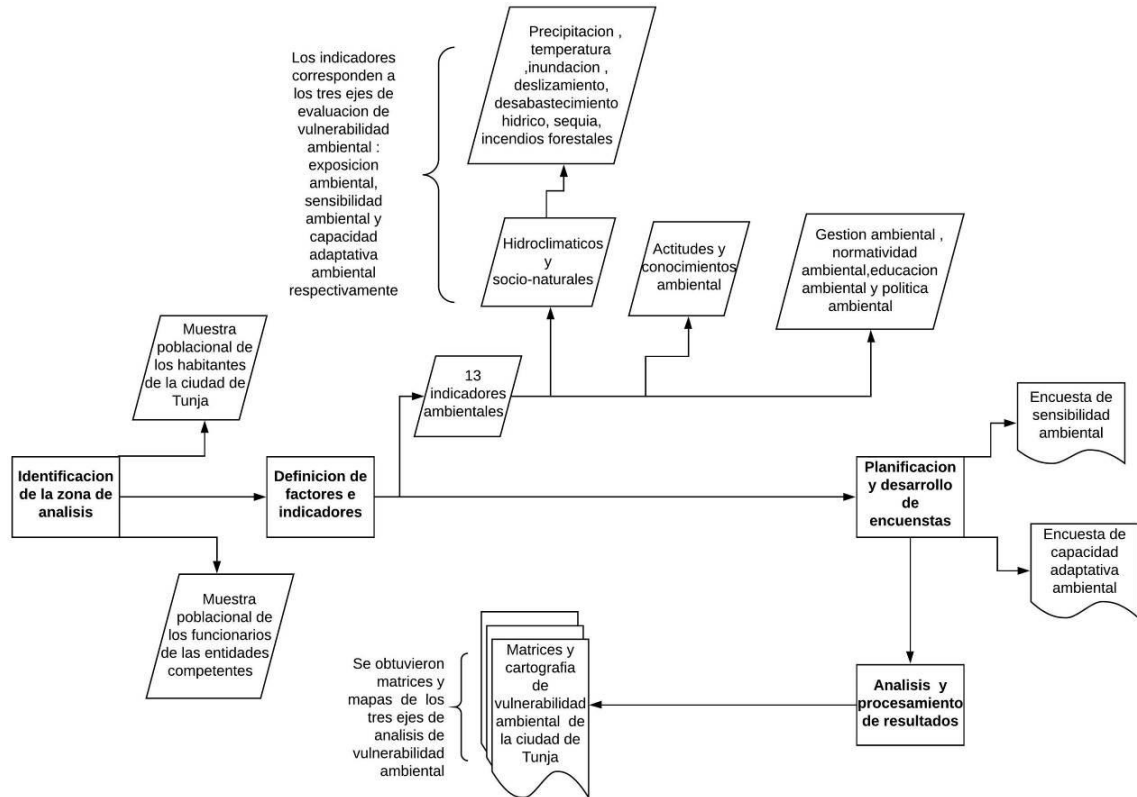 Precipitacion ,
temperatura
,inundacion ,
deslizamiento,
desabastecimiento
hidrico, sequia,
incendios forestales
Los indicadores
corresponden a
los tres ejes de
evaluacion de
vulnerabilidad
ambiental :
exposicion
ambiental,
sensibilidad
ambiental y
capacidad
adaptativa
ambiental
respectivamente
Hidroclimaticos
y
socio-naturales
Actitudes y
conocimientos
ambiental
Gestion ambiental ,
normatividad
ambiental,educacion
ambiental y politica
ambiental
Muestra
poblacional de
los habitantes
de la ciudad de
Tunja
13
indicadores
ambientales
Encuesta de
sensibilidad
ambiental
Identificacion
de la zona de
analisis
Definicion de
factores e
indicadores
Planificacion
y desarrollo
de
encuenstas
Encuesta de
capacidad
adaptativa
ambiental
Muestra
poblacional de
los funcionarios
de las entidades
competentes
Se obtuvieron
matrices y
mapas de los
tres ejes de
analisis de
vulnerabilidad
ambiental
Matrices y
cartografia
de
vulnerabilidad
ambiental de
la ciudad de
Tunja
Analisis y
procesamiento
de resultados